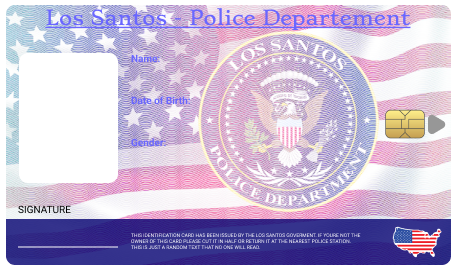 Los Santos - Police Departement
LOS SANTOS
Name:
Date of Birth:
Gender:
POLICE DEPARTMENT
SIGNATURE
THIS IDENTIFICATION CARD HAS BEEN ISSUED BY THE LOS SANTOS GOVERMENT. IF YOURE NOT THE
OWNER OF THIS CARD PLEASE CUT IT IN HALF OR RETURN IT AT THE NEAREST POLICE STATION.
THIS IS JUST A RANDOM TEXT THAT NO ONE WILL READ.